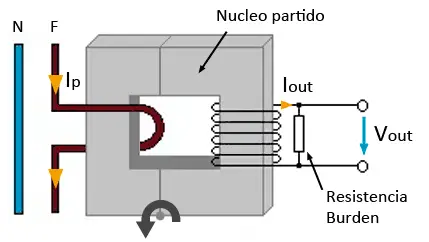 Nucleo partido
N
F
Ip
Iout
Vout
Resistencia
Burden